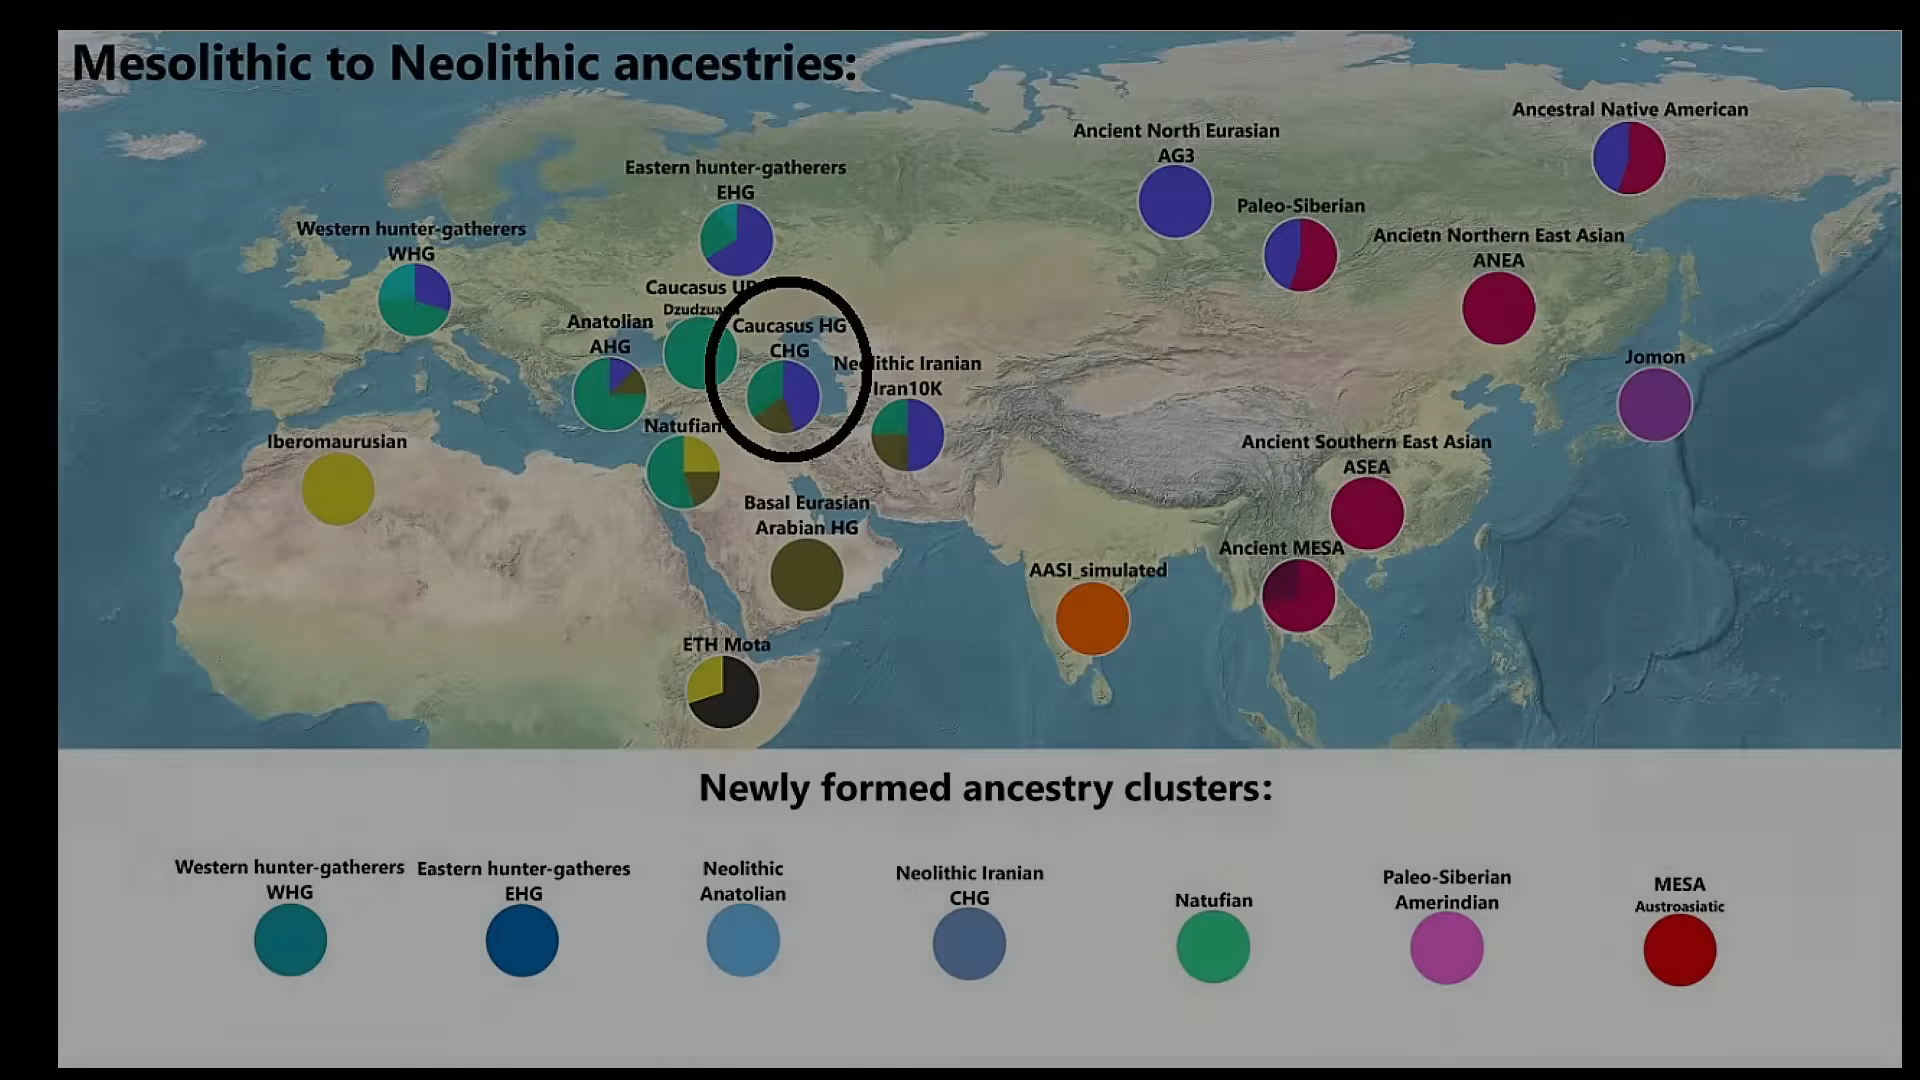 Mesolithic to Neolithic ancestries:
Ancestral Native American
Ancient North Eurasian
AG3
Eastern hunter-gatherers
EHG
Paleo-Siberian
Western hunter-gatherers
WHG
Ancietn Northern East Asian
ANEA
Caucasus UP
Dzudzuan
Anatolian
AHG
Caucasus HG
CHG
Neolithic Iranian
Iran10K
Jomon
Natufian
Iberomaurusian
Ancient Southern East Asian
ASEA
Basal Eurasian
Arabian HG
Ancient MESA
AASI_simulated
ETH Mota
Newly formed ancestry clusters:
Western hunter-gatherers
WHG
Eastern hunter-gatheres
EHG
Neolithic
Anatolian
Neolithic Iranian
CHG
Natufian
Paleo-Siberian
Amerindian
MESA
Austroasiatic